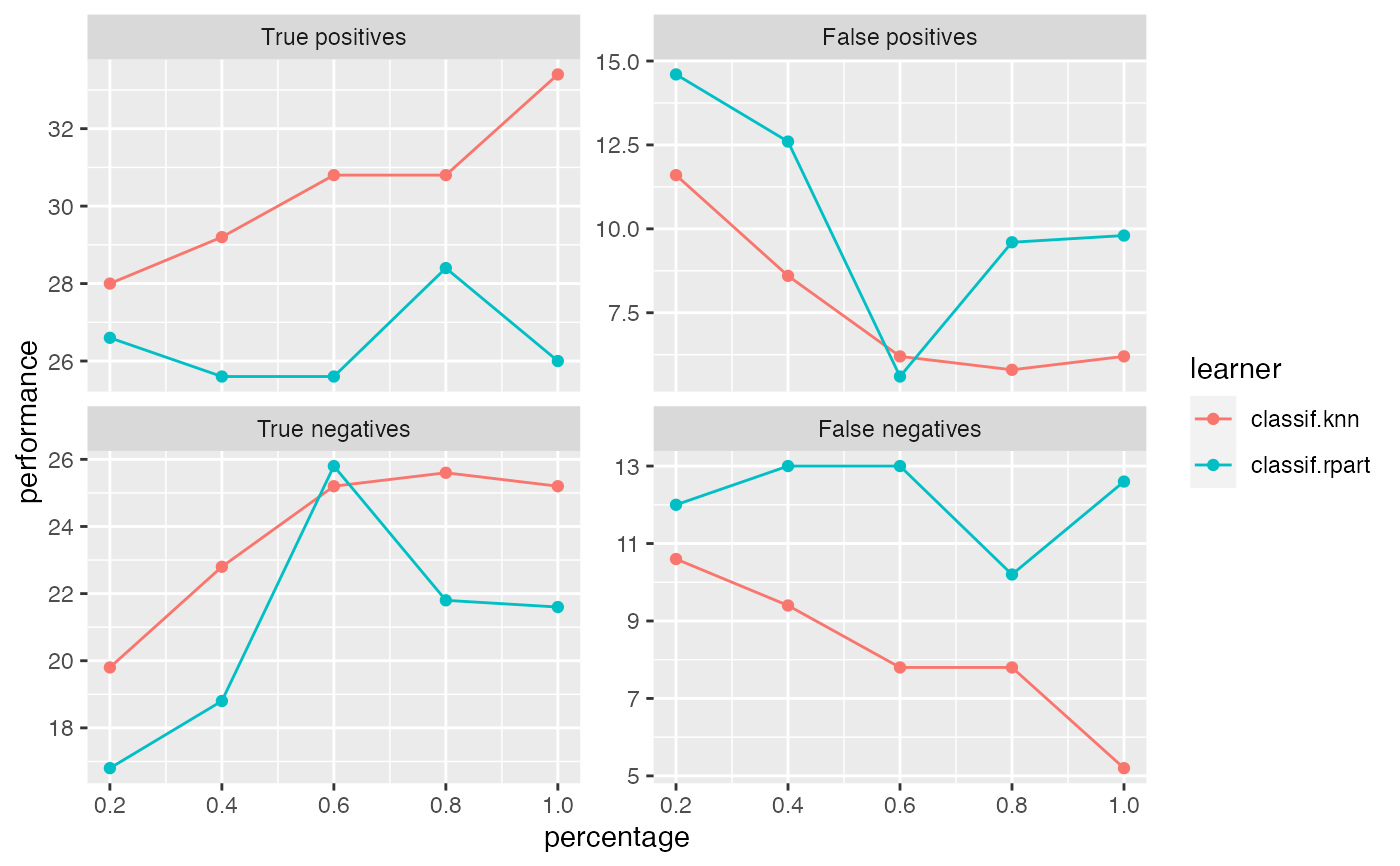 True positives
False positives
32
30
28
26
15.0
12.5
10.0
7.5
performance
True negatives
False negatives
26
24
22
20
18
13
11
9
7
5
0.2 0.4 0.6 0.8 1.0
0.2 0.4 0.6 0.8 1.0
percentage
learner
classif.knn
classif.rpart